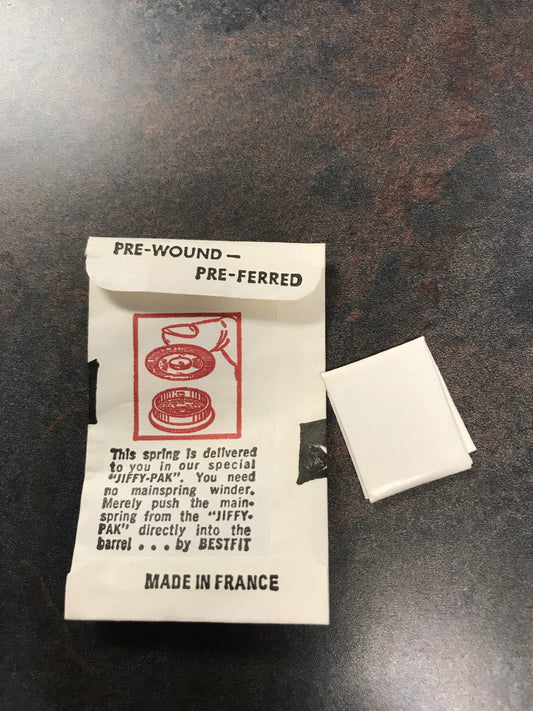 PRE-WOUND —
PRE-FERRED
This spring is delivered
to you in our special
"JIFFY-PAK". You need
no mainspring winder.
Merely push the main-
spring from the "JIFFY-
PAK" directly into the
barrel . . . by BESTFIT
MADE IN FRANCE